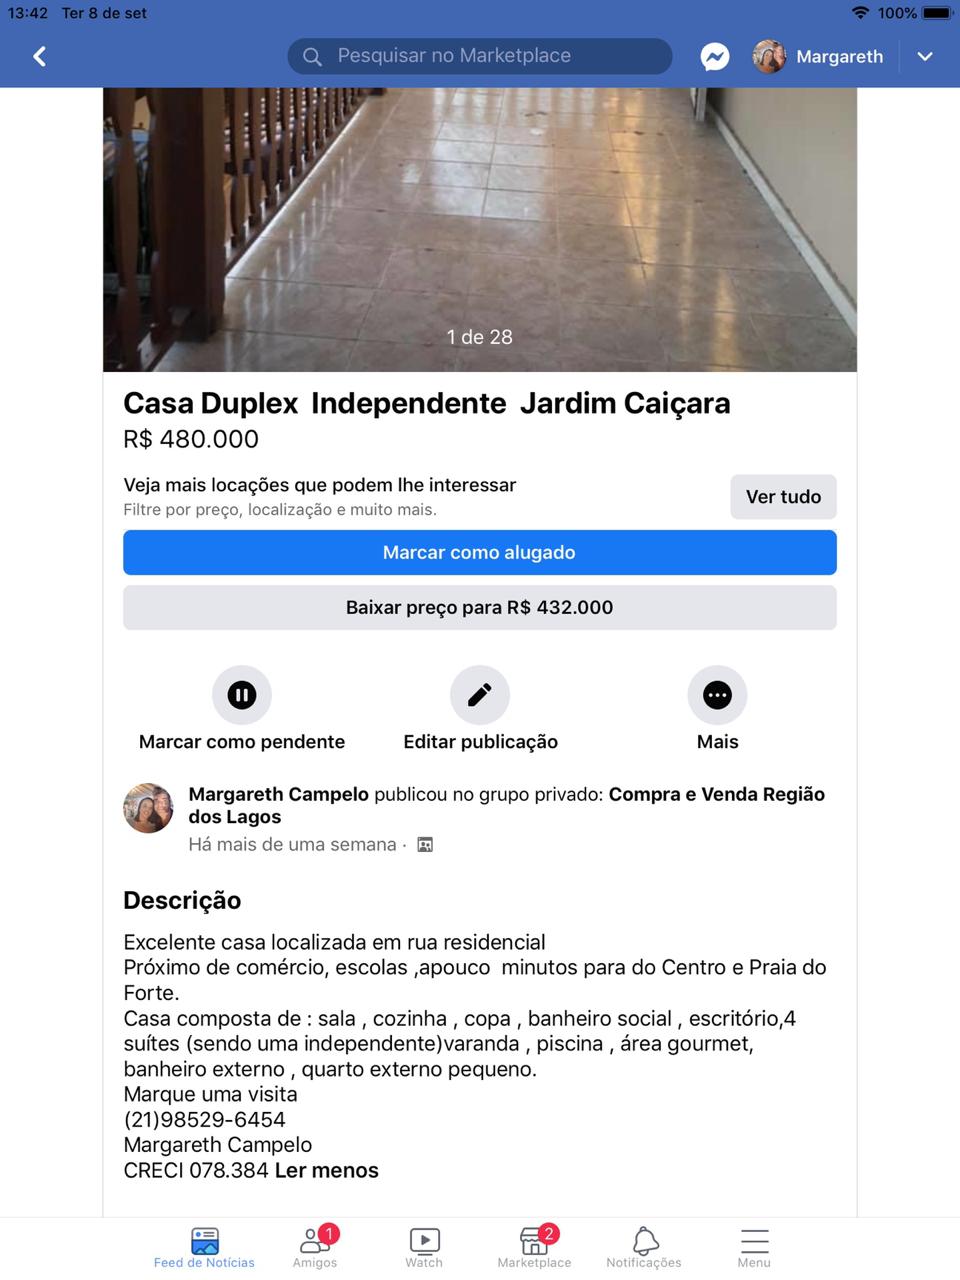 13:42 Ter 8 de set 100%
Pesquisar no Marketplace Margareth
1 de 28
Casa Duplex Independente Jardim Caiçara
R$ 480.000
Veja mais locações que podem lhe interessar
Filtre por preço, localização e muito mais.
Ver tudo
Marcar como alugado
Baixar preço para R$ 432.000
Marcar como pendente Editar publicação Mais
Margareth Campelo publicou no grupo privado: Compra e Venda Região
dos Lagos
Há mais de uma semana ·
Descrição
Excelente casa localizada em rua residencial
Próximo de comércio, escolas ,apouco minutos para do Centro e Praia do
Forte.
Casa composta de : sala , cozinha , copa , banheiro social , escritório,4
suítes (sendo uma independente)varanda , piscina , área gourmet,
banheiro externo , quarto externo pequeno.
Marque uma visita
(21)98529-6454
Margareth Campelo
CRECI 078.384 Ler menos
1 2
Feed de Notícias Amigos Watch Marketplace Notificações Menu